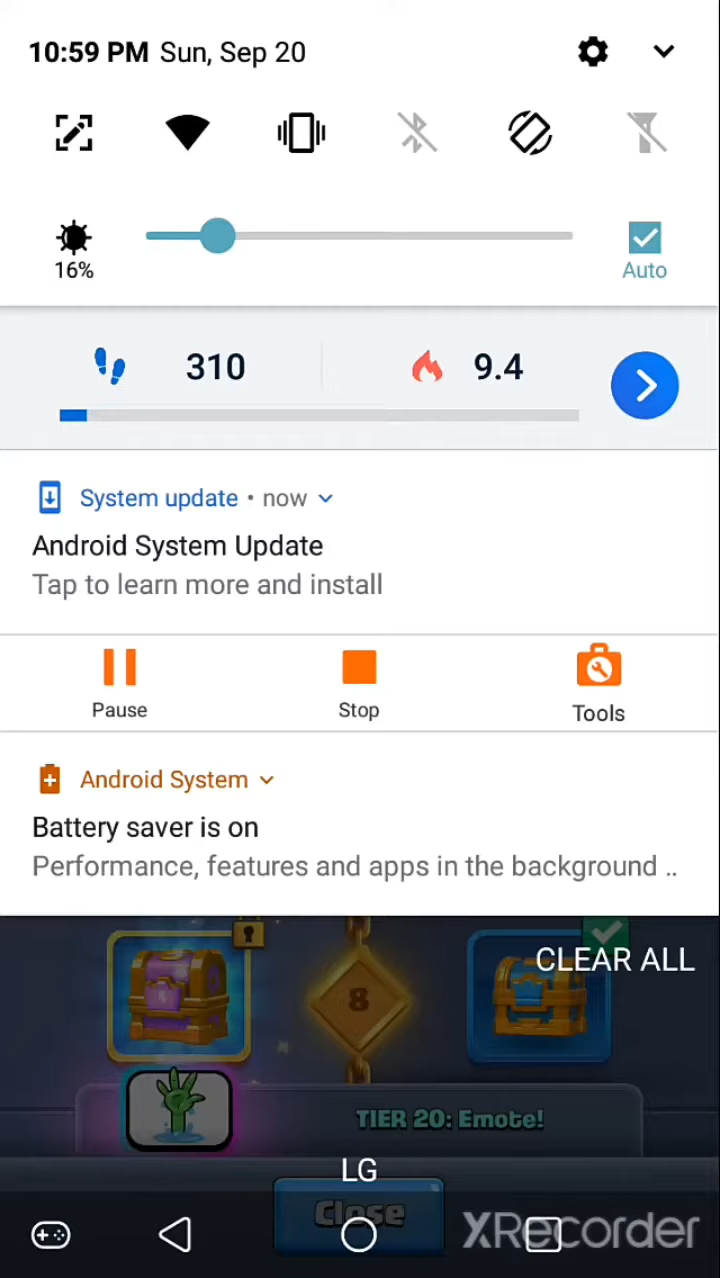 10:59 PM Sun, Sep 20
16%
Auto
310
9.4
System update • now
Android System Update
Tap to learn more and install
Pause
Stop
Tools
Android System
Battery saver is on
Performance, features and apps in the background ..
CLEAR ALL
8
TIER 20: Emote!
LG
Close
XRecorder